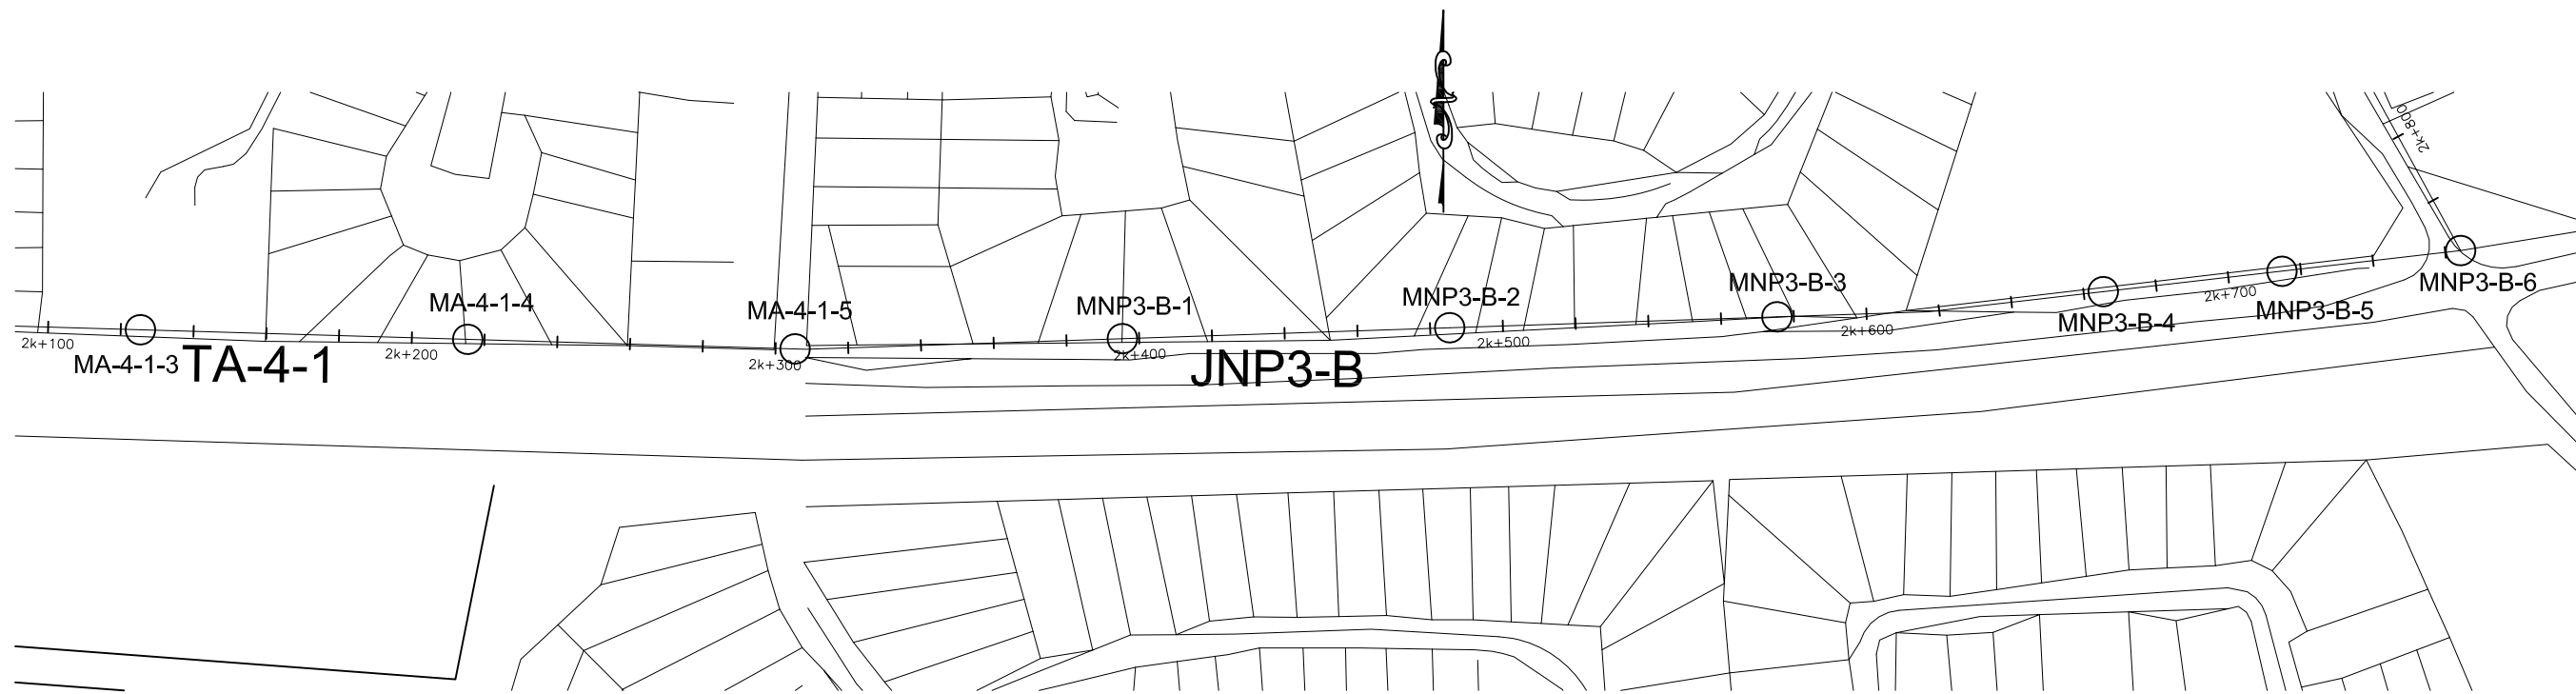 2k+800
MNP3-B-6
MNP3-B-3
MNP3-B-2
2k+700
MNP3-B-1
MA-4-1-4
MA-4-1-5
MNP3-B-5
MNP3-B-4
2k+600
2k+500
2k+100
2k+200
2k+400
MA-4-1-3
TA-4-1
2k+300
JNP3-B